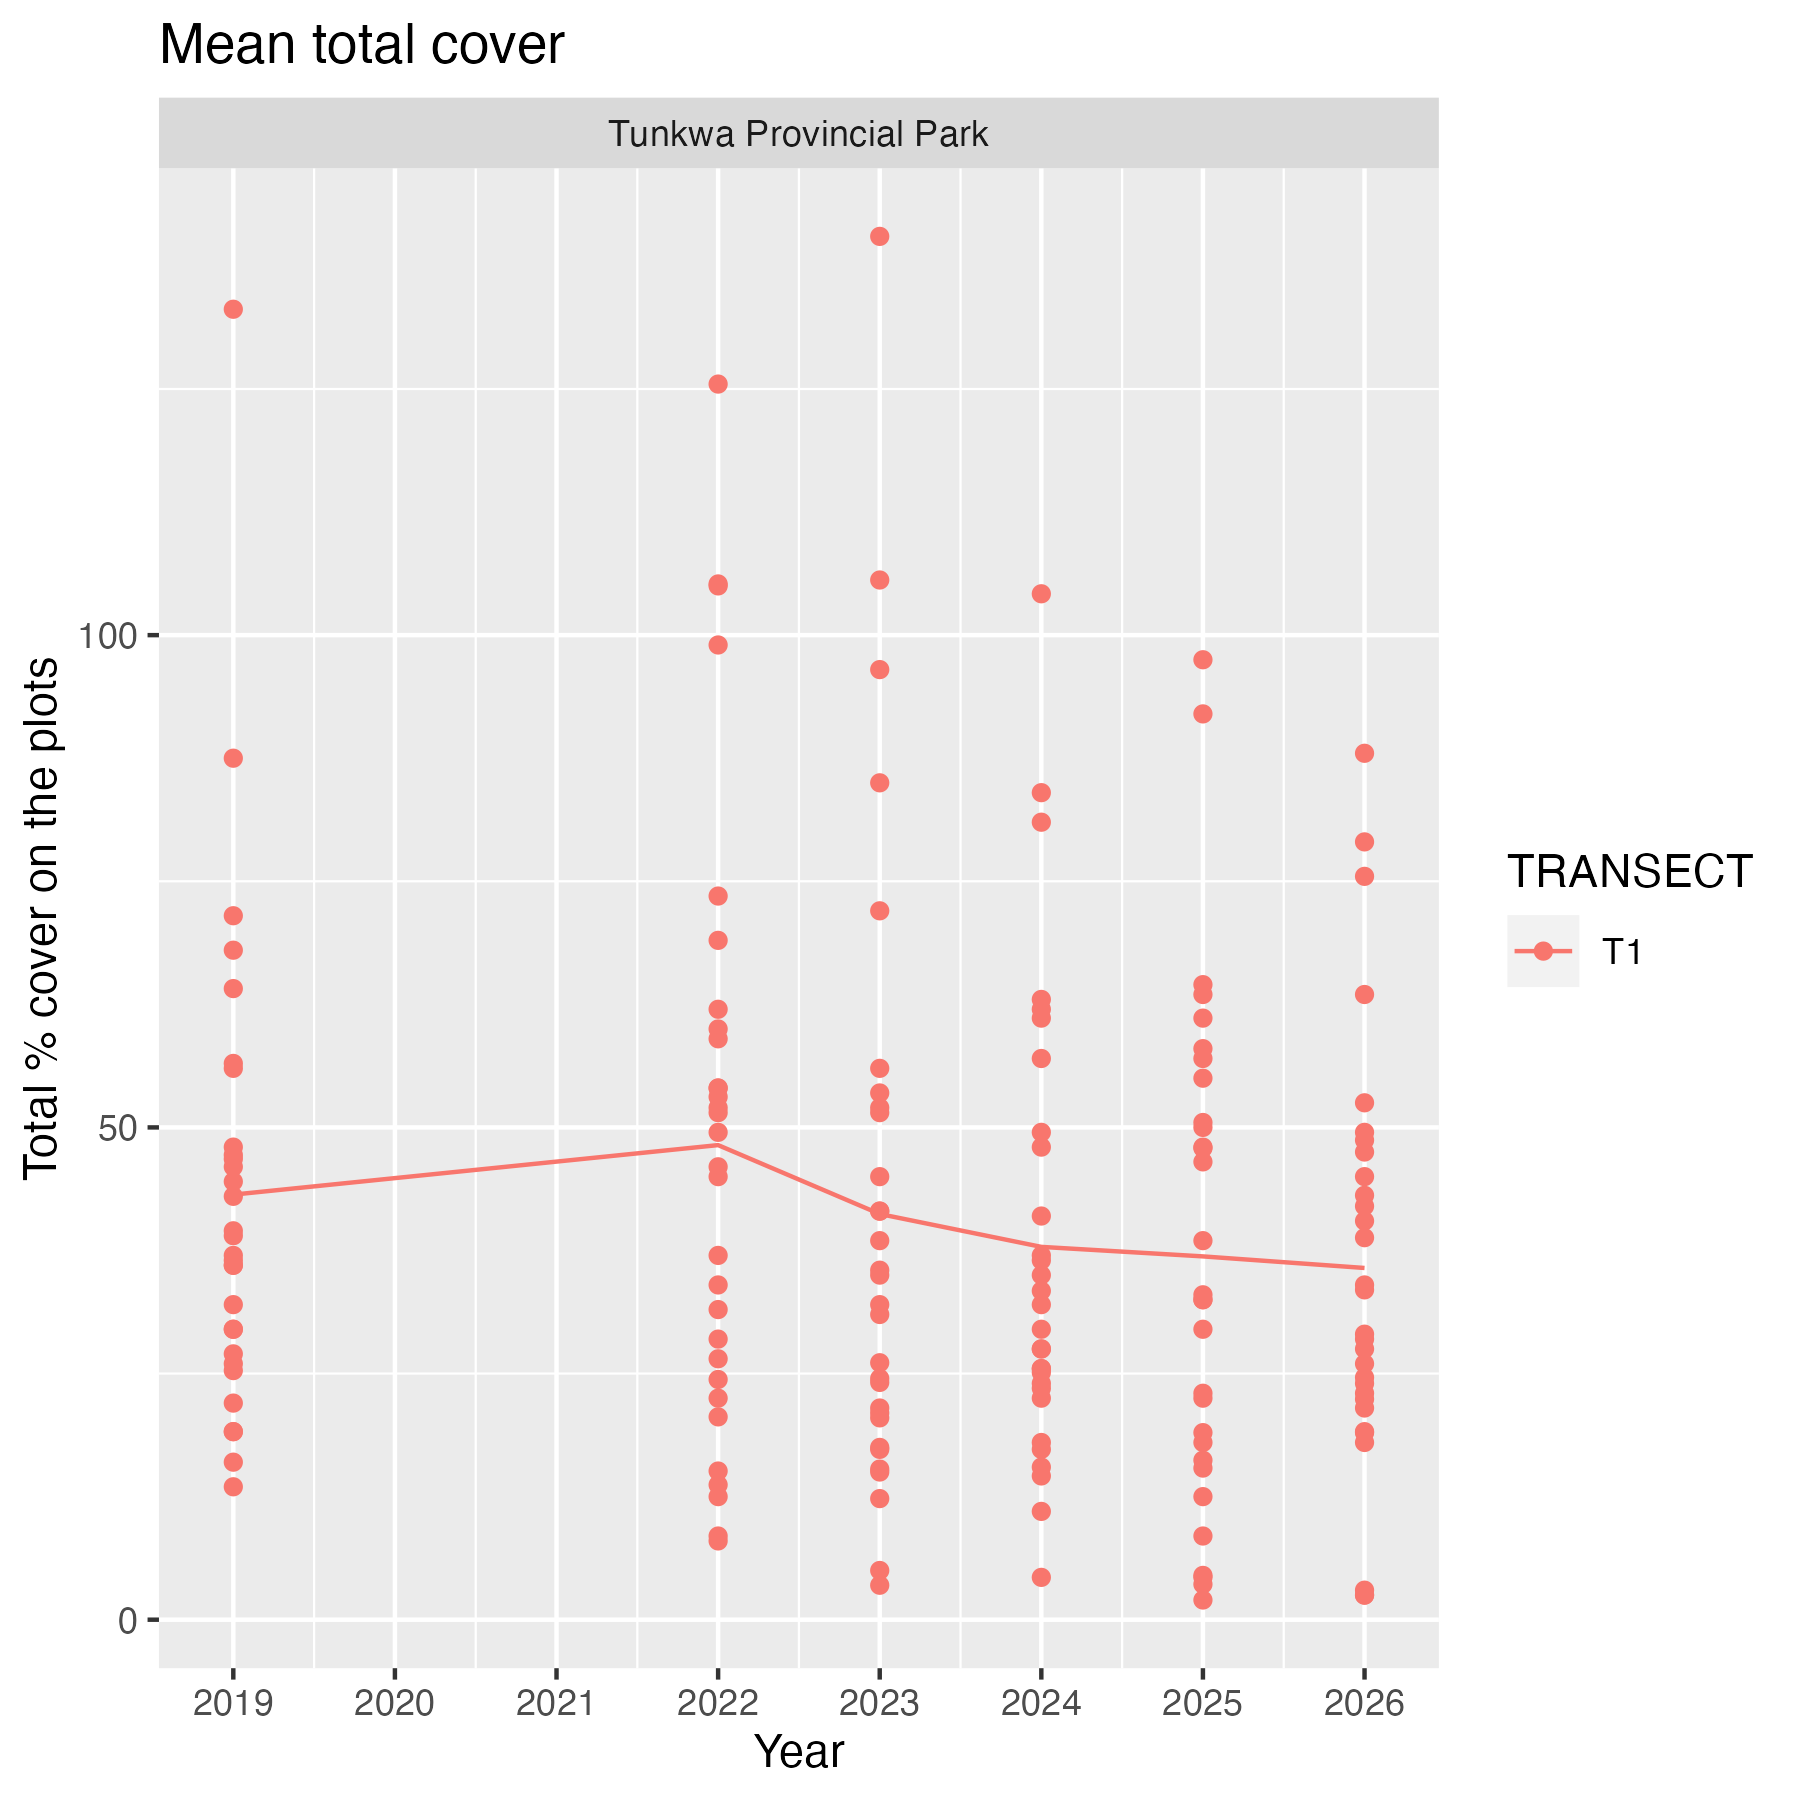 Mean total cover
Tunkwa Provincial Park
Total % cover on the plots
100
50
0
2019 2020 2021 2022 2023 2024 2025 2026
Year
TRANSECT
T1